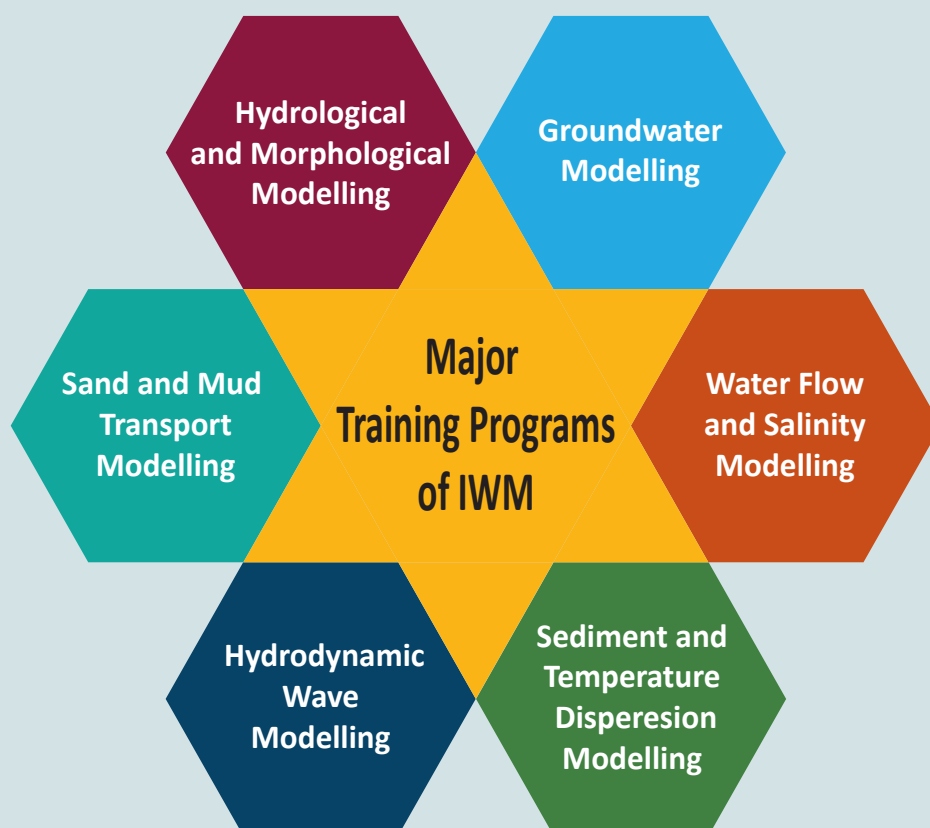 Hydrological
and Morphological
Modelling
Groundwater
Modelling
Sand and Mud
Transport
Modelling
Major
Training Programs
of IWM
Water Flow
and Salinity
Modelling
Hydrodynamic
Wave
Modelling
Sediment and
Temperature
Disperesion
Modelling